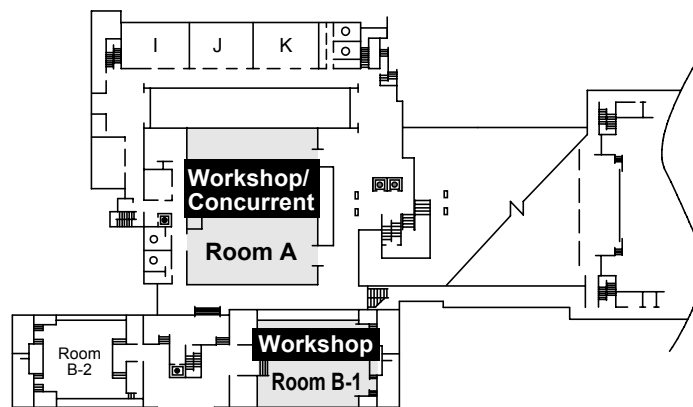 I J K
Workshop/
Concurrent
Room A
N
Workshop
Room
B-2
Room B-1